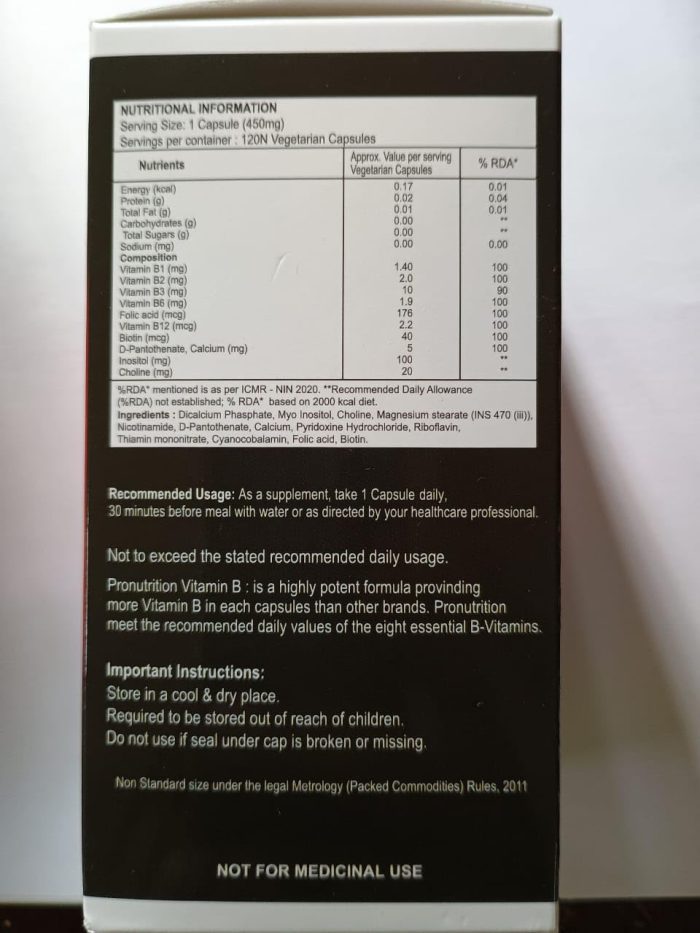 NUTRITIONAL INFORMATION
Serving Size: 1 Capsule (450mg)
Servings per container : 120N Vegetarian Capsules
Nutrients Approx. Value per serving Vegetarian Capsules % RDA*
Energy (kcal) 0.17 0.01
Protein (g) 0.02 0.04
Total Fat (g) 0.01 0.01
Carbohydrates (g) 0.00 **
Total Sugars (g) 0.00 **
Sodium (mg) 0.00 0.00
Composition
Vitamin B1 (mg) 1.40 100
Vitamin B2 (mg) 2.0 100
Vitamin B3 (mg) 10 90
Vitamin B6 (mg) 1.9 100
Folic acid (mcg) 176 100
Vitamin B12 (mcg) 2.2 100
Biotin (mcg) 40 100
D-Pantothenate, Calcium (mg) 5 100
Inositol (mg) 100 **
Choline (mg) 20 **
%RDA* mentioned is as per ICMR - NIN 2020. **Recommended Daily Allowance
(%RDA) not established; % RDA* based on 2000 kcal diet.
Ingredients : Dicalcium Phasphate, Myo Inositol, Choline, Magnesium stearate (INS 470 (iii)),
Nicotinamide, D-Pantothenate, Calcium, Pyridoxine Hydrochloride, Riboflavin,
Thiamin mononitrate, Cyanocobalamin, Folic acid, Biotin.
Recommended Usage: As a supplement, take 1 Capsule daily,
30 minutes before meal with water or as directed by your healthcare professional.
Not to exceed the stated recommended daily usage.
Pronutrition Vitamin B : is a highly potent formula provinding
more Vitamin B in each capsules than other brands. Pronutrition
meet the recommended daily values of the eight essential B-Vitamins.
Important Instructions:
Store in a cool & dry place.
Required to be stored out of reach of children.
Do not use if seal under cap is broken or missing.
Non Standard size under the legal Metrology (Packed Commodities) Rules, 2011
NOT FOR MEDICINAL USE